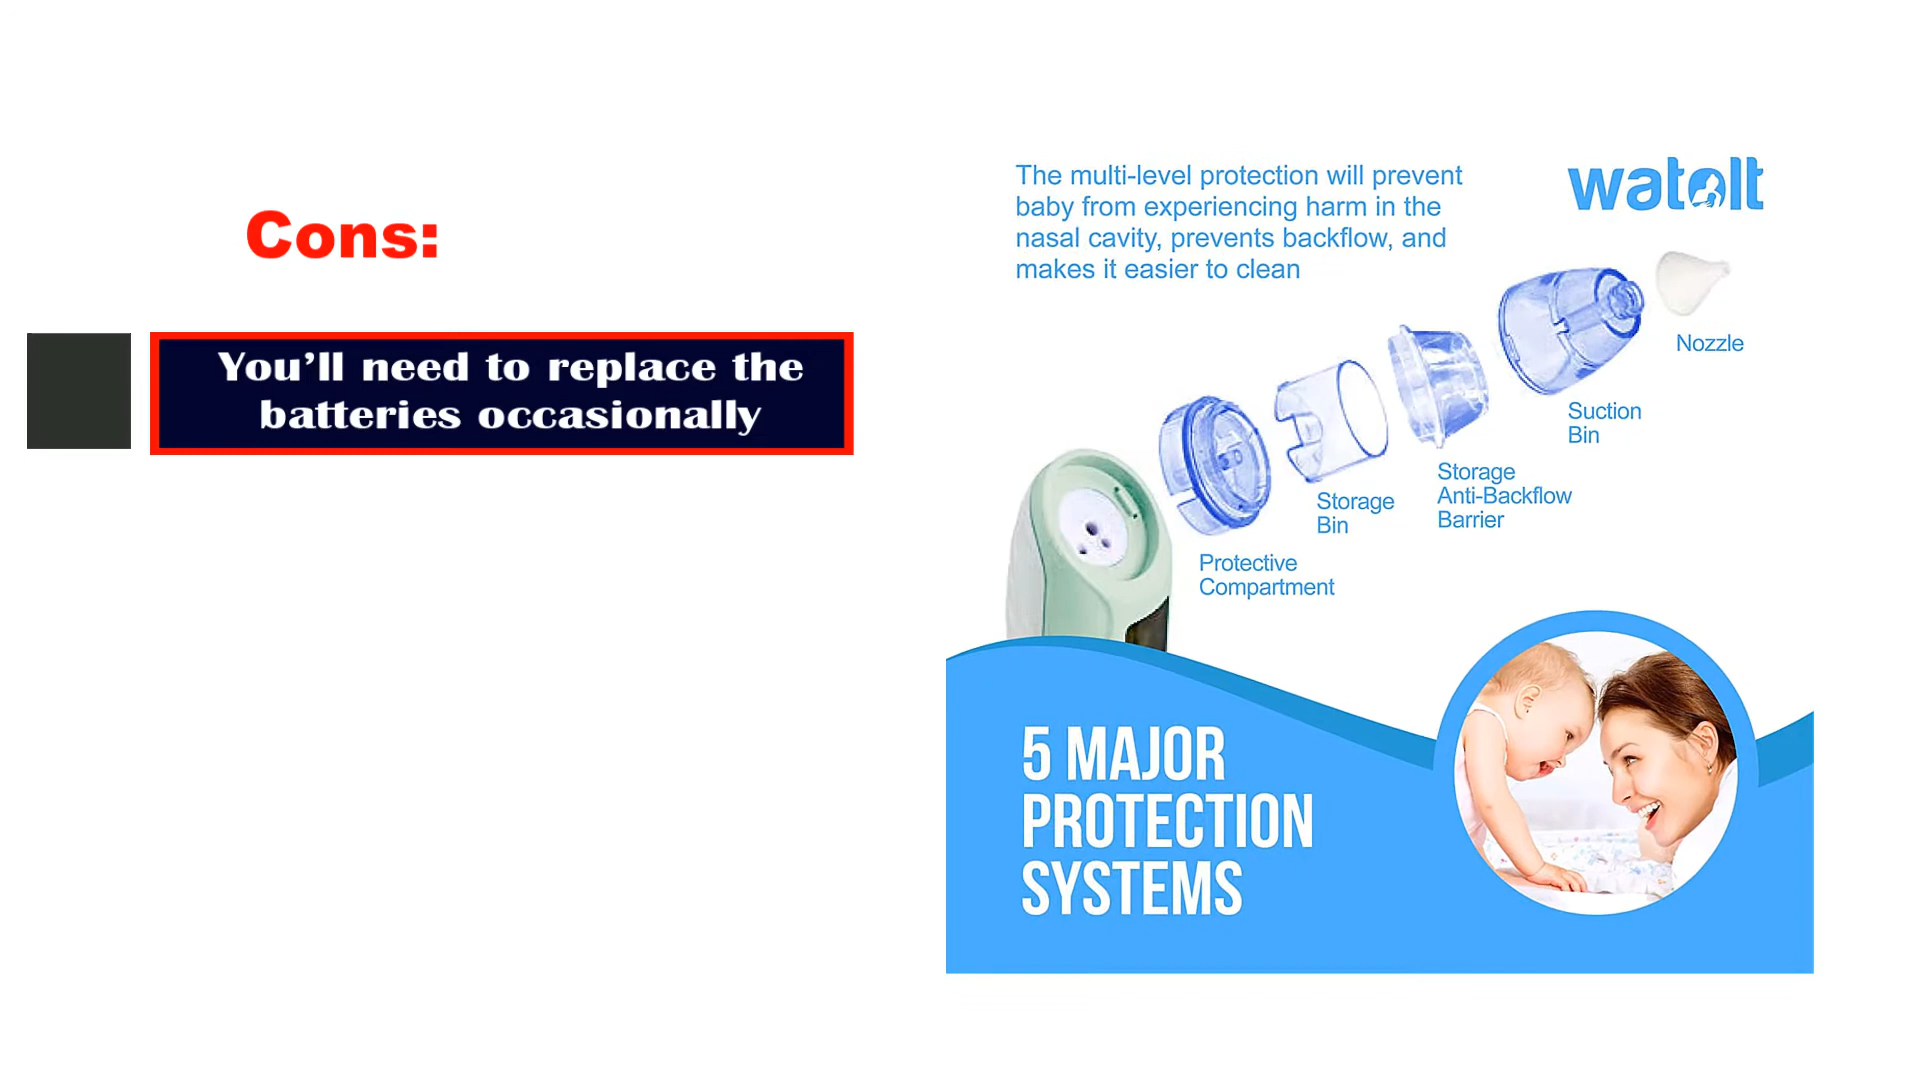 Cons:
You’ll need to replace the
batteries occasionally
The multi-level protection will prevent
baby from experiencing harm in the
nasal cavity, prevents backflow, and
makes it easier to clean
watolt
Nozzle
Suction
Bin
Storage
Anti-Backflow
Barrier
Storage
Bin
Protective
Compartment
5 MAJOR
PROTECTION
SYSTEMS